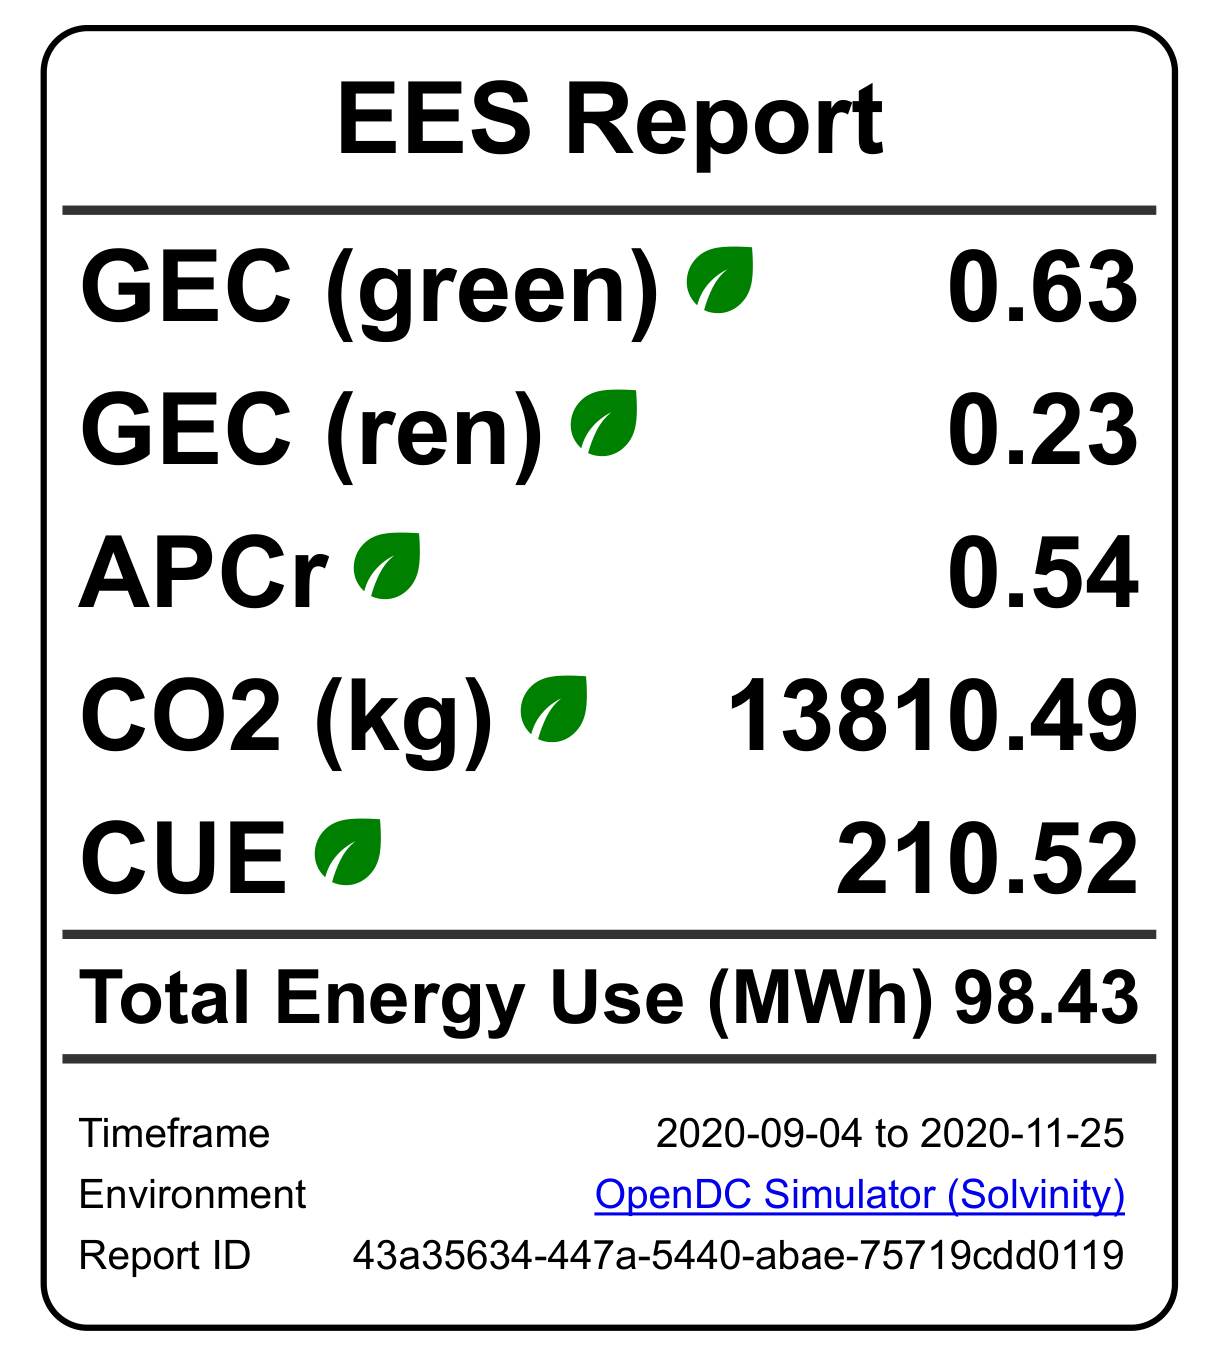 EES Report
GEC (green) 0.63
GEC (ren) 0.23
APCr 0.54
CO2 (kg) 13810.49
CUE 210.52
Total Energy Use (MWh) 98.43
Timeframe 2020-09-04 to 2020-11-25
Environment OpenDC Simulator (Solvinity)
Report ID 43a35634-447a-5440-abae-75719cdd0119